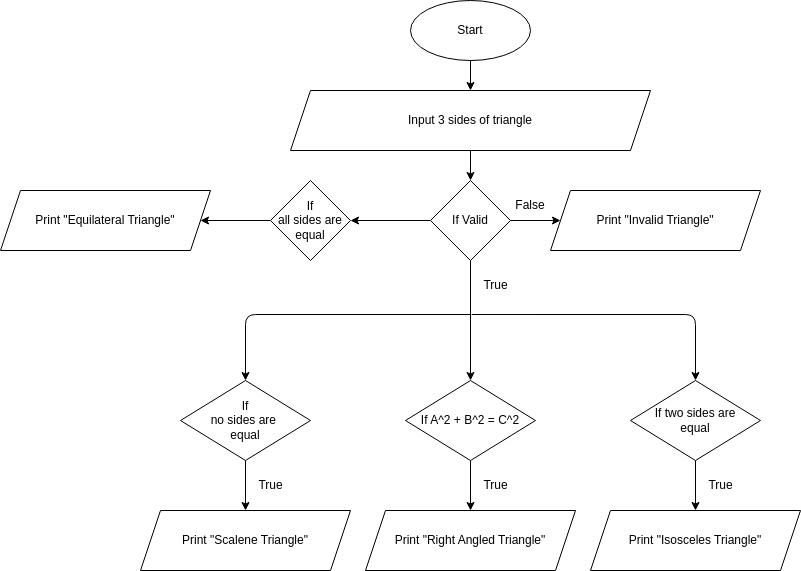 Start
Input 3 sides of triangle
If
all sides are
equal
Print "Equilateral Triangle"
If Valid
False
Print "Invalid Triangle"
True
If
no sides are
equal
If A^2 + B^2 = C^2
If two sides are
equal
True
True
True
Print "Scalene Triangle"
Print "Right Angled Triangle"
Print "Isosceles Triangle"